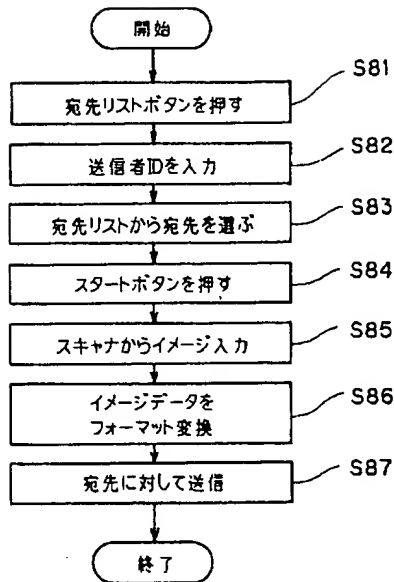 開始
S81
宛先リストボタンを押す
S82
送信者IDを入力
S83
宛先リストから宛先を選ぶ
S84
スタートボタンを押す
S85
スキャナからイメージ入力
S86
イメージデータを
フォーマット変換
S87
宛先に対して送信
終了